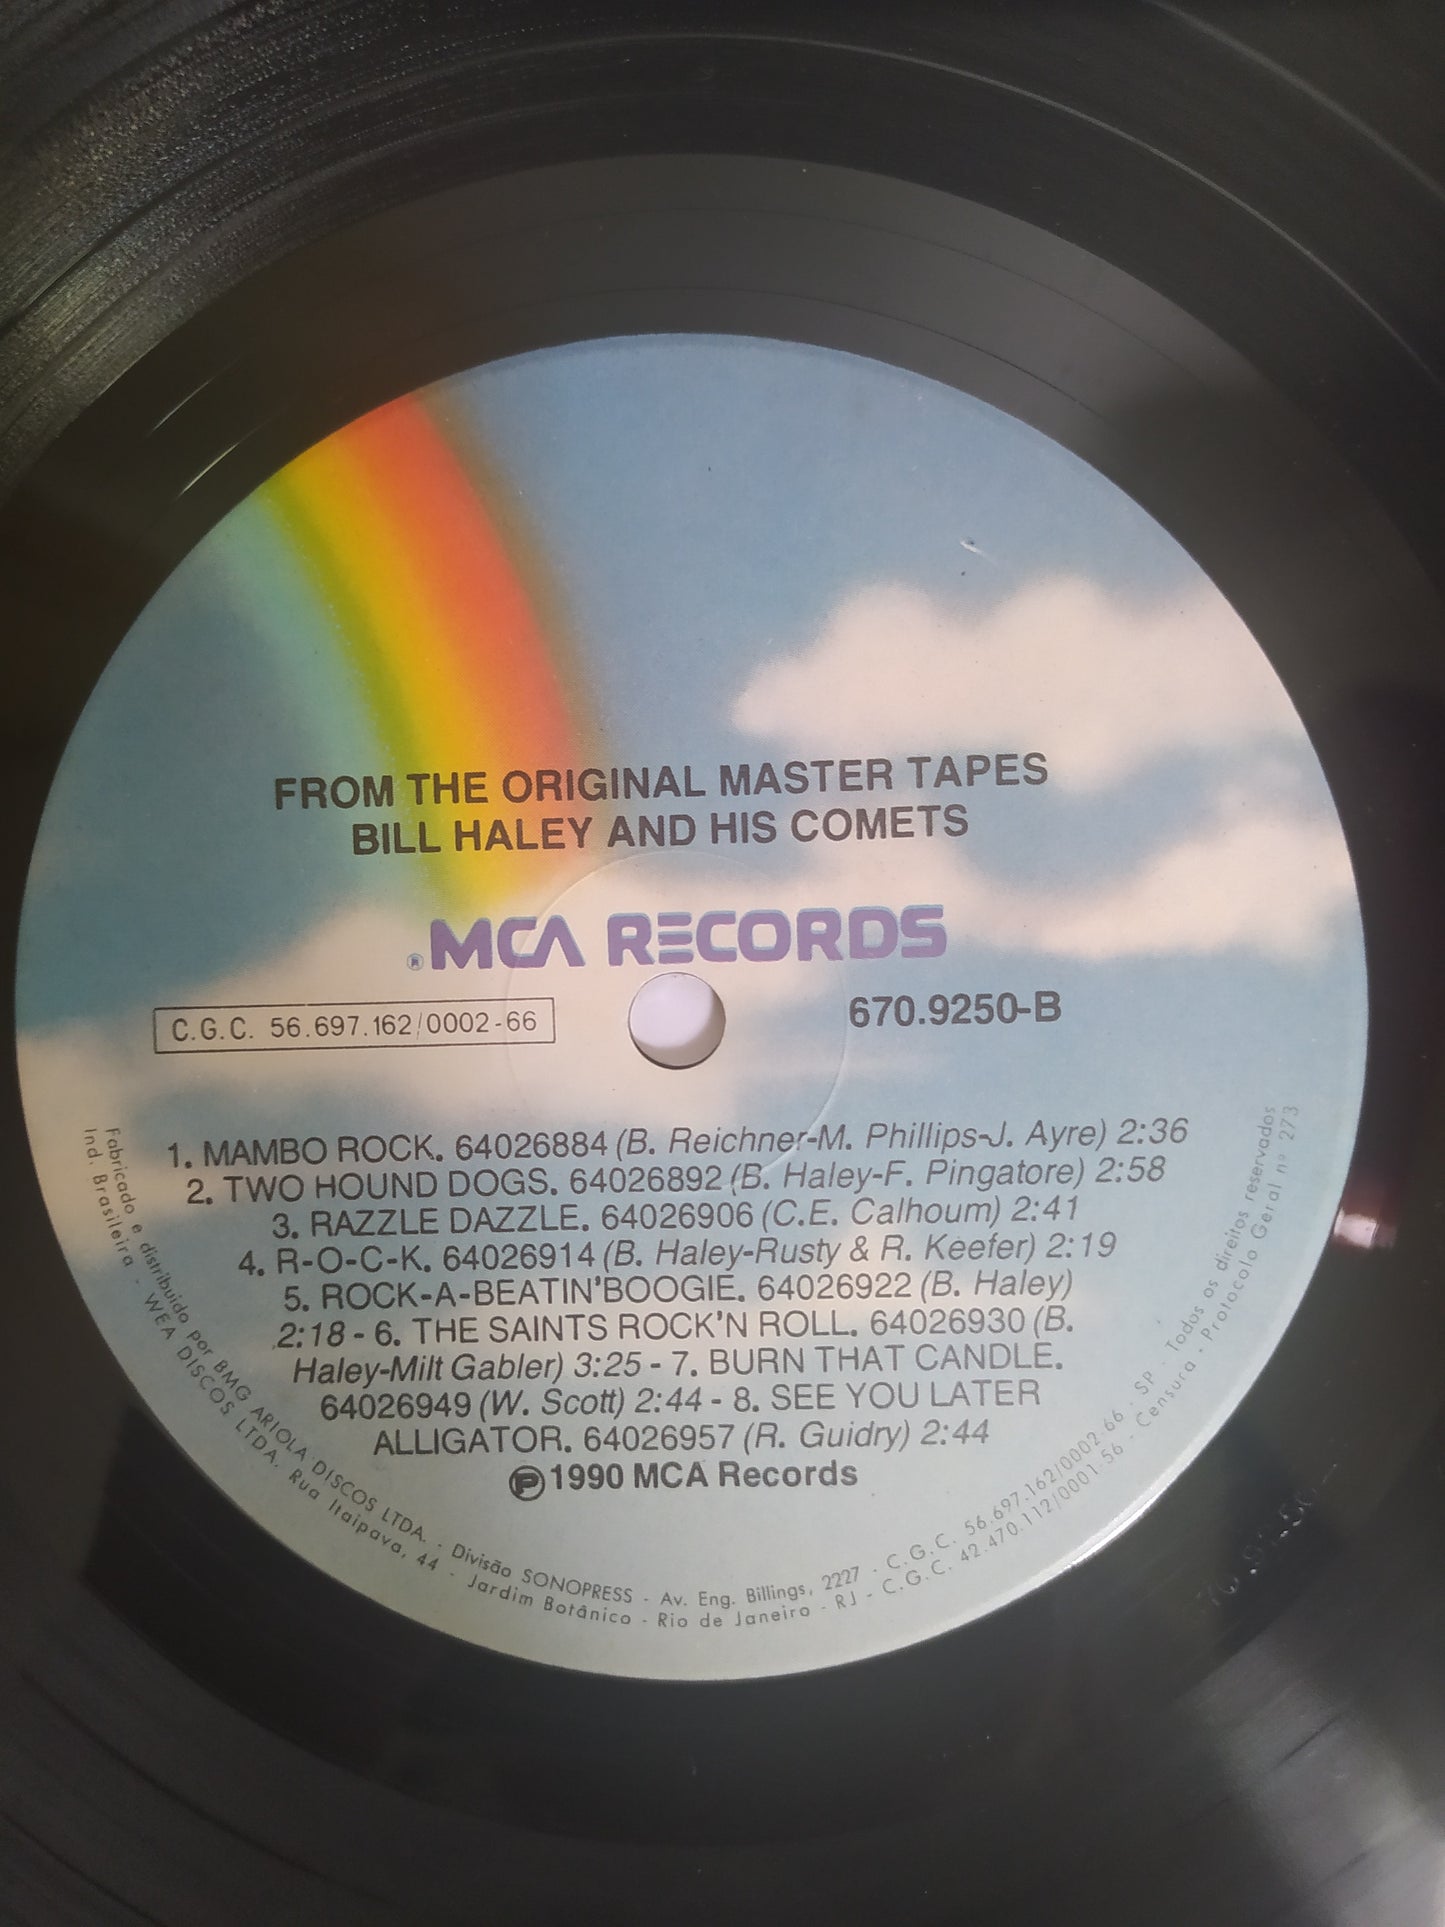 FROM THE ORIGINAL MASTER TAPES
BILL HALEY AND HIS COMETS
® MCA RECORDS
C.G.C. 56.697.162/0002-66
670.9250-B
1. MAMBO ROCK. 64026884 (B. Reichner-M. Phillips-J. Ayre) 2:36
2. TWO HOUND DOGS. 64026892 (B. Haley-F. Pingatore) 2:58
3. RAZZLE DAZZLE. 64026906 (C.E. Calhoum) 2:41
4. R-O-C-K. 64026914 (B. Haley-Rusty & R. Keefer) 2:19
5. ROCK-A-BEATIN'BOOGIE. 64026922 (B. Haley)
2:18 - 6. THE SAINTS ROCK'N ROLL. 64026930 (B.
Haley-Milt Gabler) 3:25 - 7. BURN THAT CANDLE.
64026949 (W. Scott) 2:44 - 8. SEE YOU LATER
ALLIGATOR. 64026957 (R. Guidry) 2:44
℗ 1990 MCA Records
Fabricado e distribuido por BMG ARIOLA DISCOS LTDA. - Divisão SONOPRESS - Av. Eng. Billings, 2227 - C.G.C. 56.697.162/0002-66 - SP - Todos os direitos reservados
Ind. Brasileira - WEA DISCOS LTDA. Rua Itaipava, 44 - Jardim Botânico - Rio de Janeiro - RJ - C.G.C. 42.470.112/0001-56 - Censura - Protocolo Geral nº 273